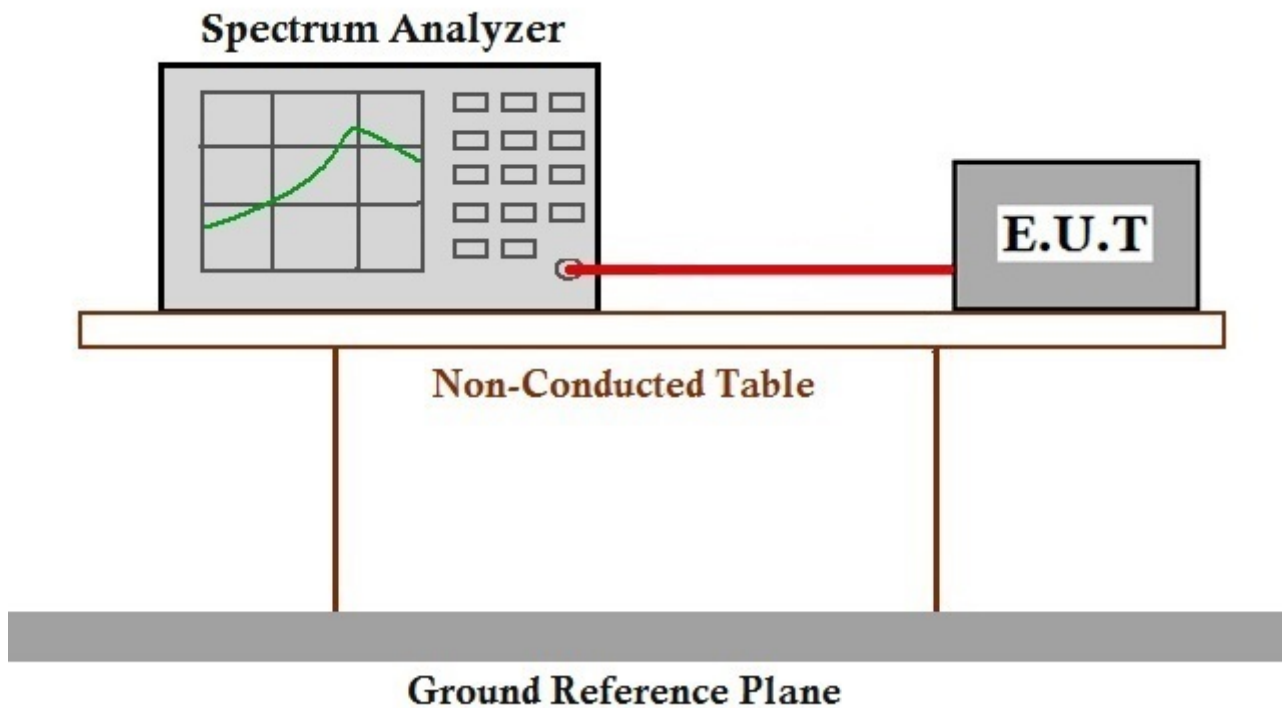 Spectrum Analyzer
E.U.T
Non-Conducted Table
Ground Reference Plane